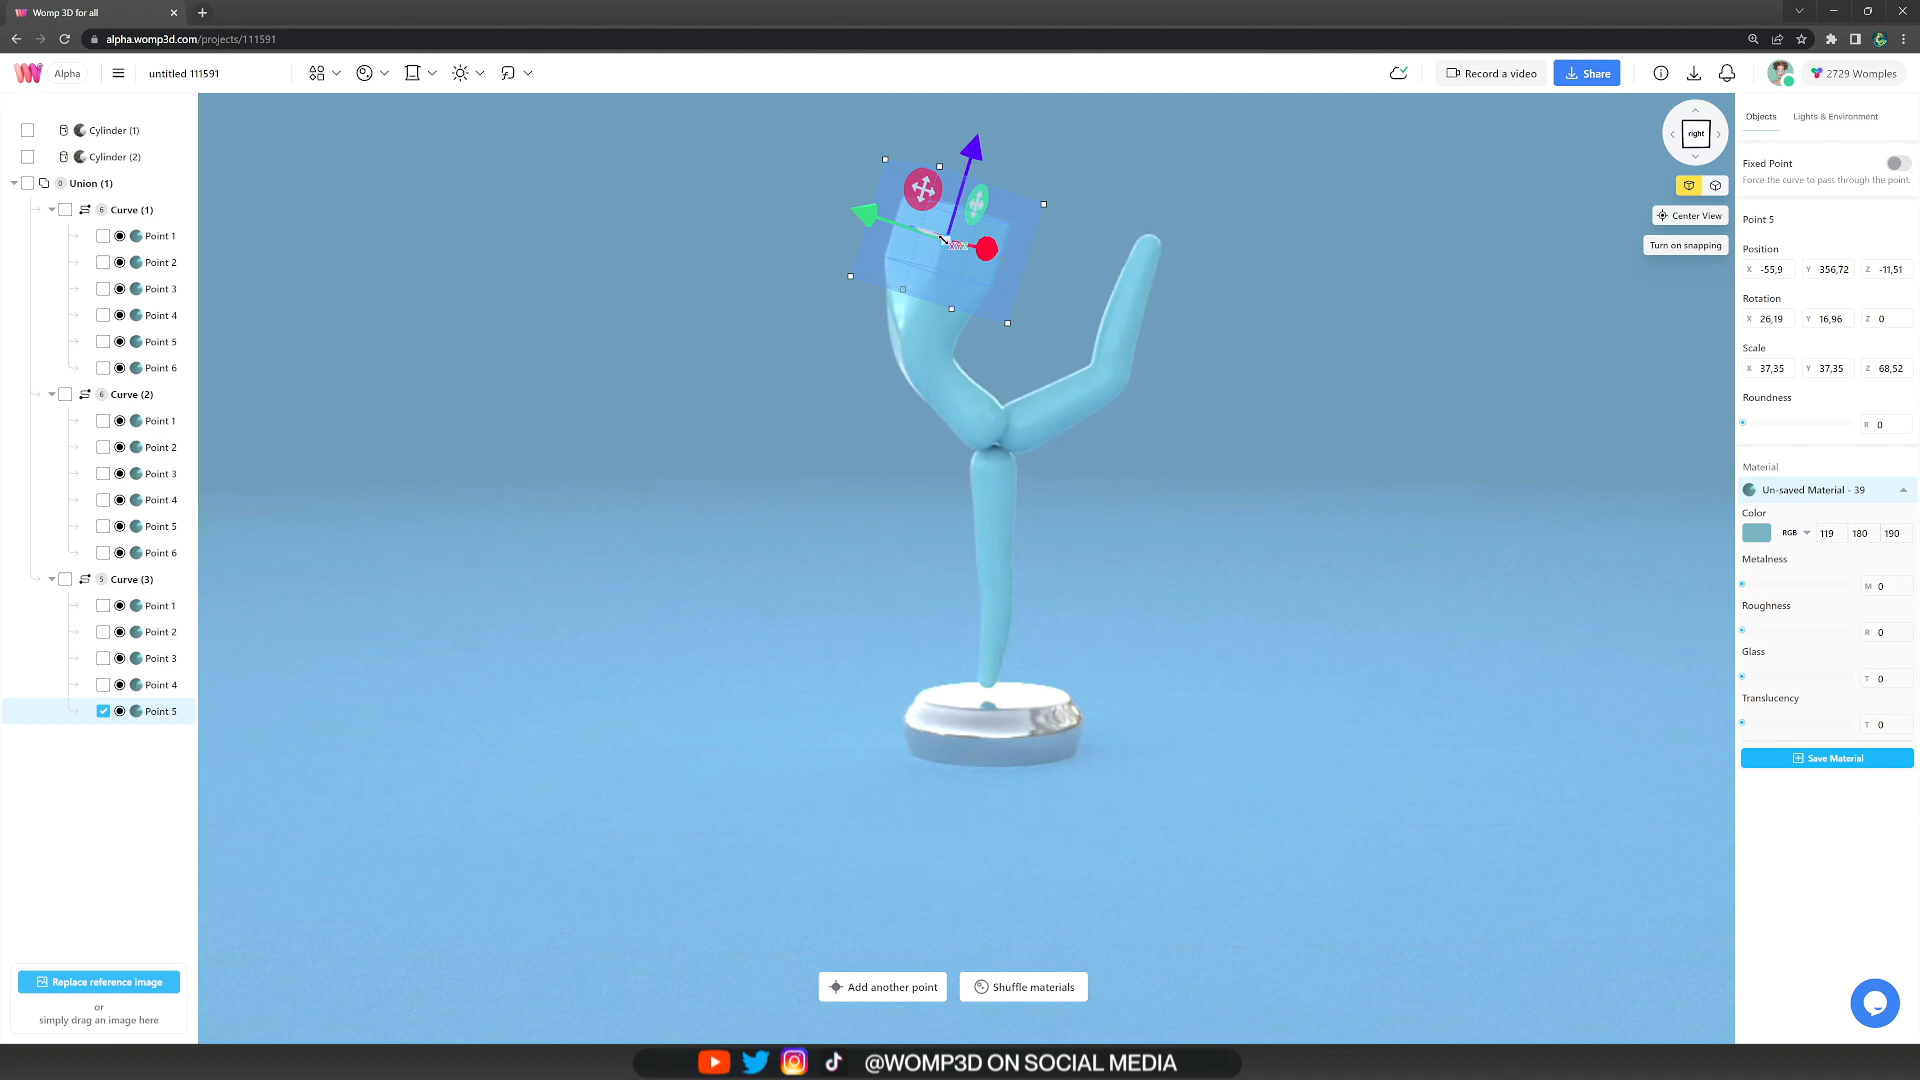 Womp 3D for all
alpha.womp3d.com/projects/111591
Alpha
untitled 111591
Record a video
Share
2729 Womples
Cylinder (1)
Cylinder (2)
0 Union (1)
6 Curve (1)
Point 1
Point 2
Point 3
Point 4
Point 5
Point 6
6 Curve (2)
Point 1
Point 2
Point 3
Point 4
Point 5
Point 6
5 Curve (3)
Point 1
Point 2
Point 3
Point 4
Point 5
Replace reference image
or
simply drag an image here
XYZ
right
Center View
Turn on snapping
Add another point
Shuffle materials
Objects
Lights & Environment
Fixed Point
Force the curve to pass through the point.
Point 5
Position
X -55,9 Y 356,72 Z -11,51
Rotation
X 26,19 Y 16,96 Z 0
Scale
X 37,35 Y 37,35 Z 68,52
Roundness
R 0
Material
Un-saved Material - 39
Color
RGB 119 180 190
Metalness
M 0
Roughness
R 0
Glass
T 0
Translucency
T 0
Save Material
@WOMP3D ON SOCIAL MEDIA